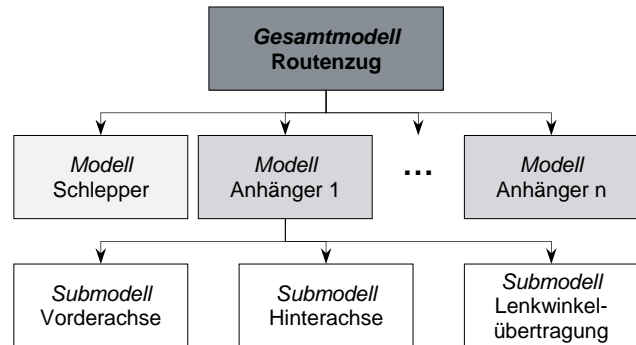 Gesamtmodell
Routenzug
Modell
Schlepper
Modell
Anhänger 1
...
Modell
Anhänger n
Submodell
Vorderachse
Submodell
Hinterachse
Submodell
Lenkwinkel-
übertragung